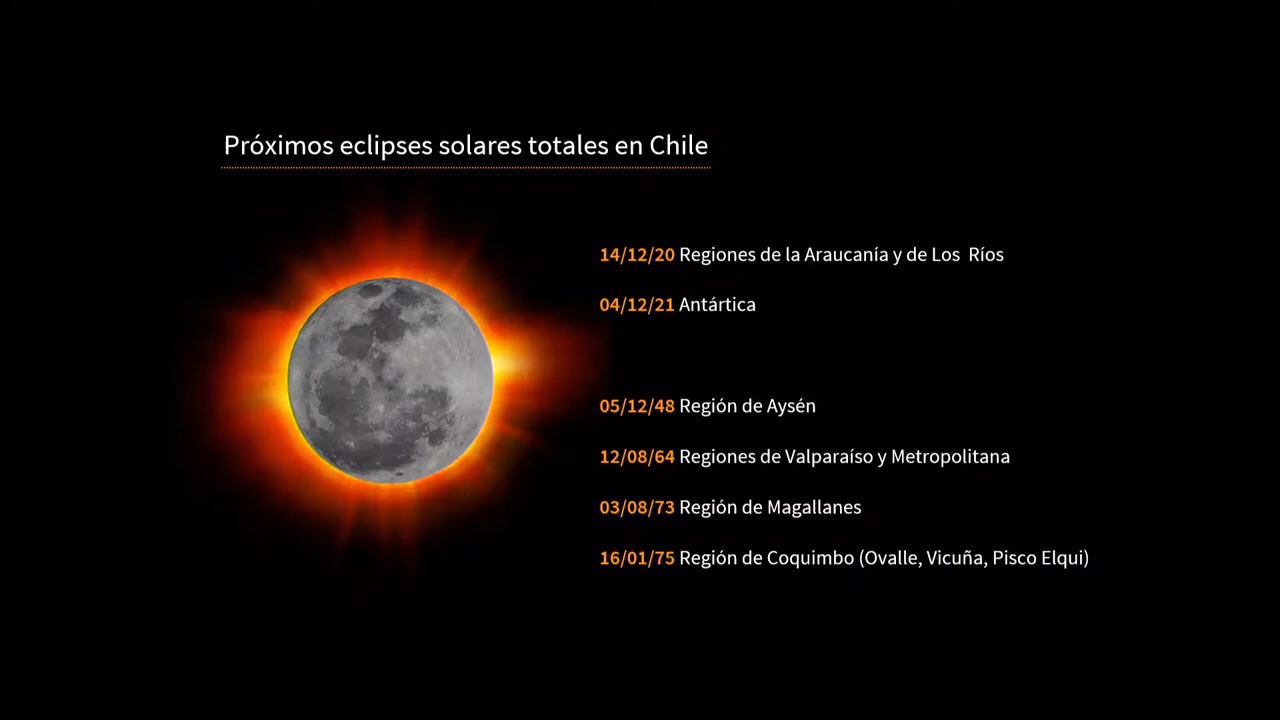 Próximos eclipses solares totales en Chile
14/12/20 Regiones de la Araucanía y de Los Ríos
04/12/21 Antártica
05/12/48 Región de Aysén
12/08/64 Regiones de Valparaíso y Metropolitana
03/08/73 Región de Magallanes
16/01/75 Región de Coquimbo (Ovalle, Vicuña, Pisco Elqui)